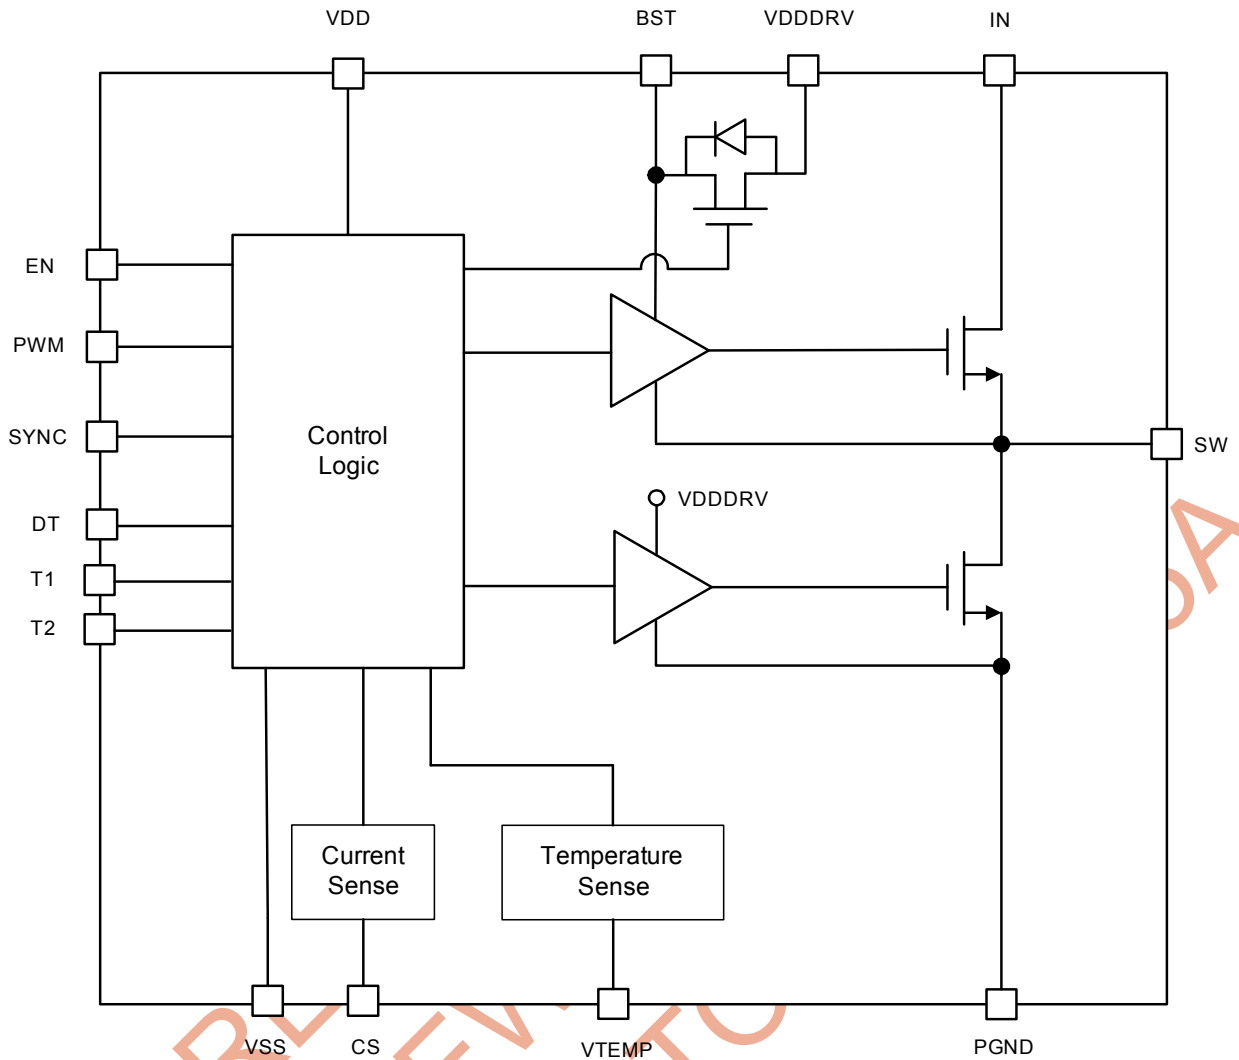 VDD
BST
VDDDRV
IN
EN
PWM
SYNC
DT
T1
T2
Control
Logic
SW
VDDDRV
Current
Sense
Temperature
Sense
VSS
CS
VTEMP
PGND